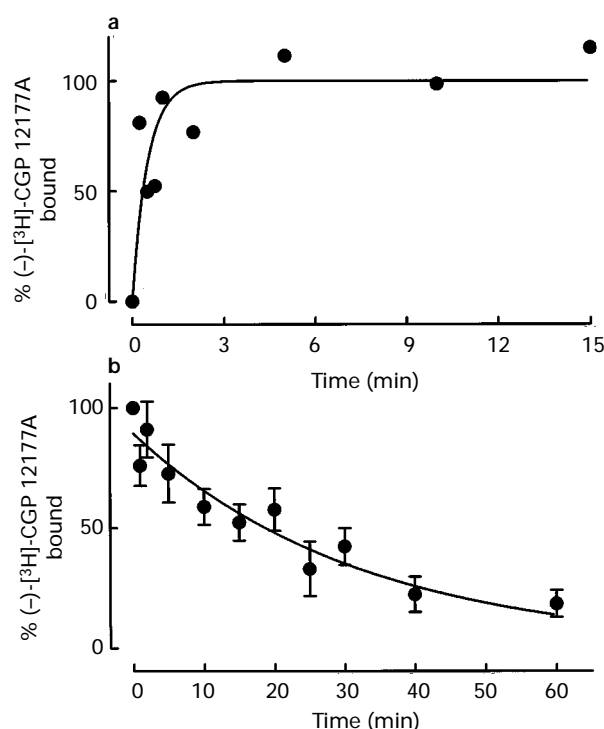 a
100
50
0
% (–)-[³H]-CGP 12177A
bound
0 3 6 9 12 15
Time (min)
b
100
50
0
% (–)-[³H]-CGP 12177A
bound
0 10 20 30 40 50 60
Time (min)